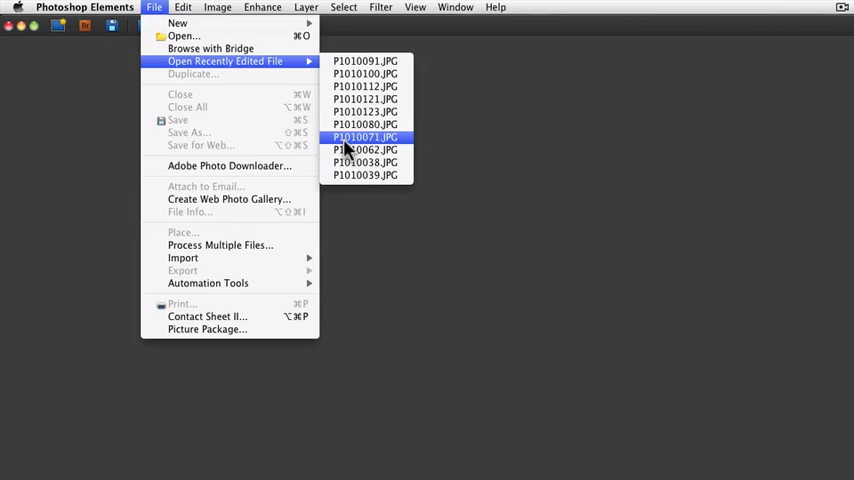 Photoshop Elements File Edit Image Enhance Layer Select Filter View Window Help
Br
New
Open... ⌘O
Browse with Bridge
Open Recently Edited File
Duplicate...
Close ⌘W
Close All ⌥⌘W
Save ⌘S
Save As... ⇧⌘S
Save for Web... ⌥⇧⌘S
Adobe Photo Downloader...
Attach to Email...
Create Web Photo Gallery...
File Info... ⌥⇧⌘I
Place...
Process Multiple Files...
Import
Export
Automation Tools
Print... ⌘P
Contact Sheet II... ⌥⌘P
Picture Package...
P1010091.JPG
P1010100.JPG
P1010112.JPG
P1010121.JPG
P1010123.JPG
P1010080.JPG
P1010071.JPG
P1010062.JPG
P1010038.JPG
P1010039.JPG